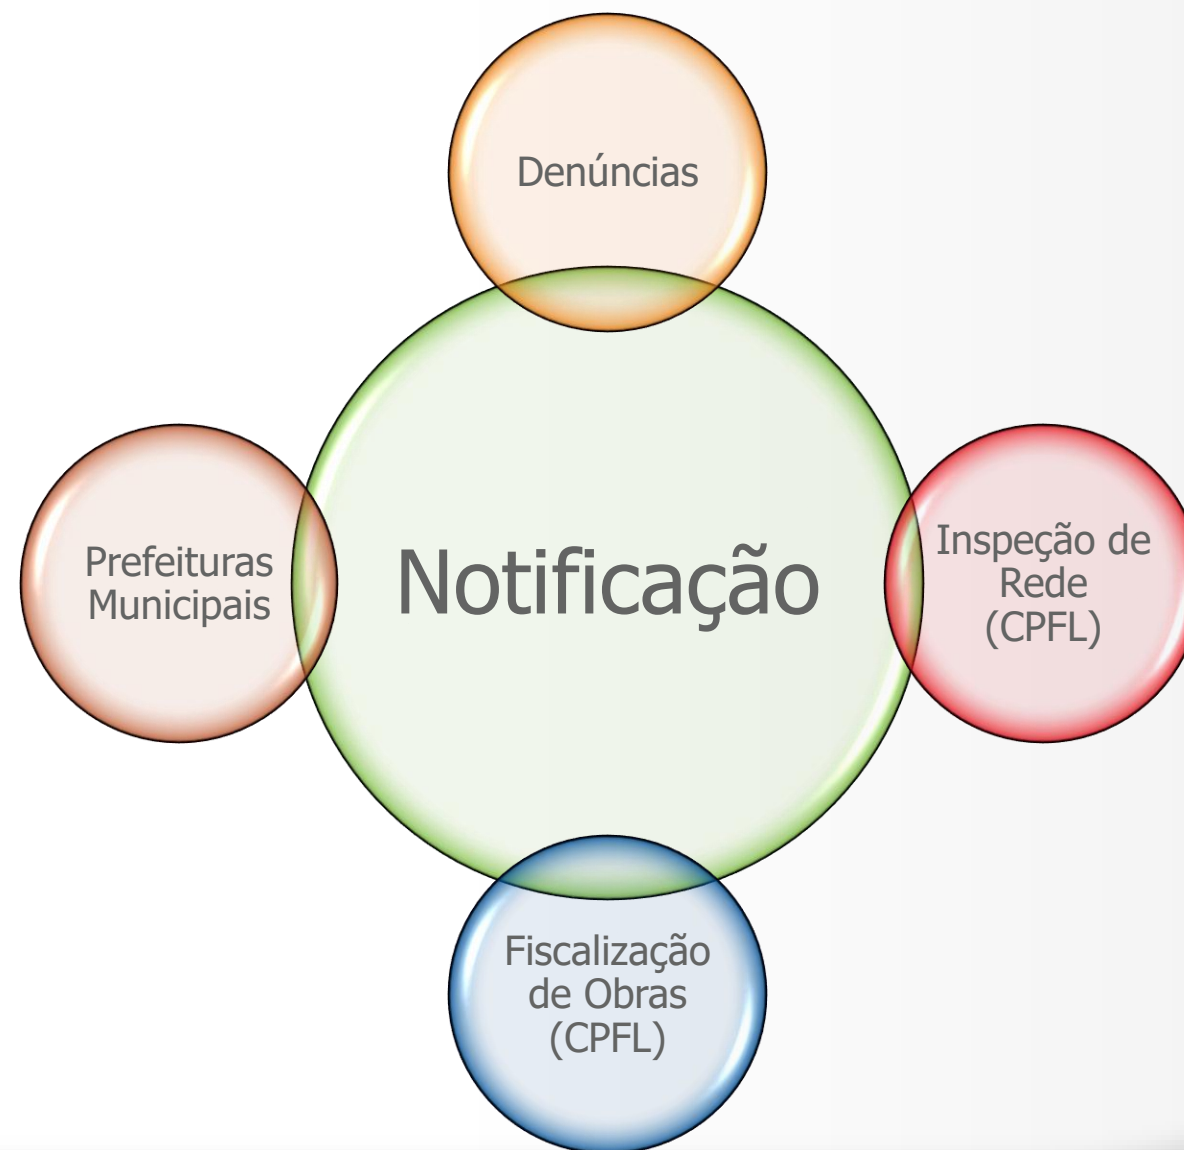 Denúncias
Prefeituras
Municipais
Notificação
Inspeção de
Rede
(CPFL)
Fiscalização
de Obras
(CPFL)